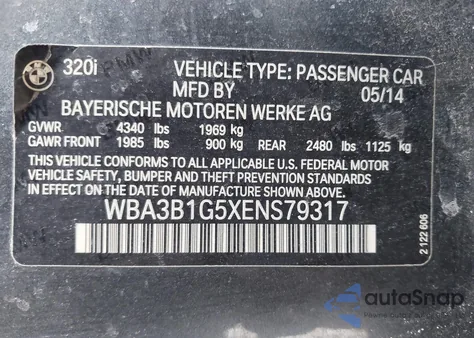 BMW 320i VEHICLE TYPE: PASSENGER CAR
MFD BY 05/14
BAYERISCHE MOTOREN WERKE AG
GVWR 4340 lbs 1969 kg
GAWR FRONT 1985 lbs 900 kg REAR 2480 lbs 1125 kg
THIS VEHICLE CONFORMS TO ALL APPLICABLE U.S. FEDERAL MOTOR
VEHICLE SAFETY, BUMPER AND THEFT PREVENTION STANDARDS IN
EFFECT ON THE DATE OF MANUFACTURE SHOWN ABOVE.
WBA3B1G5XENS79317
2 122 606
autoSnap